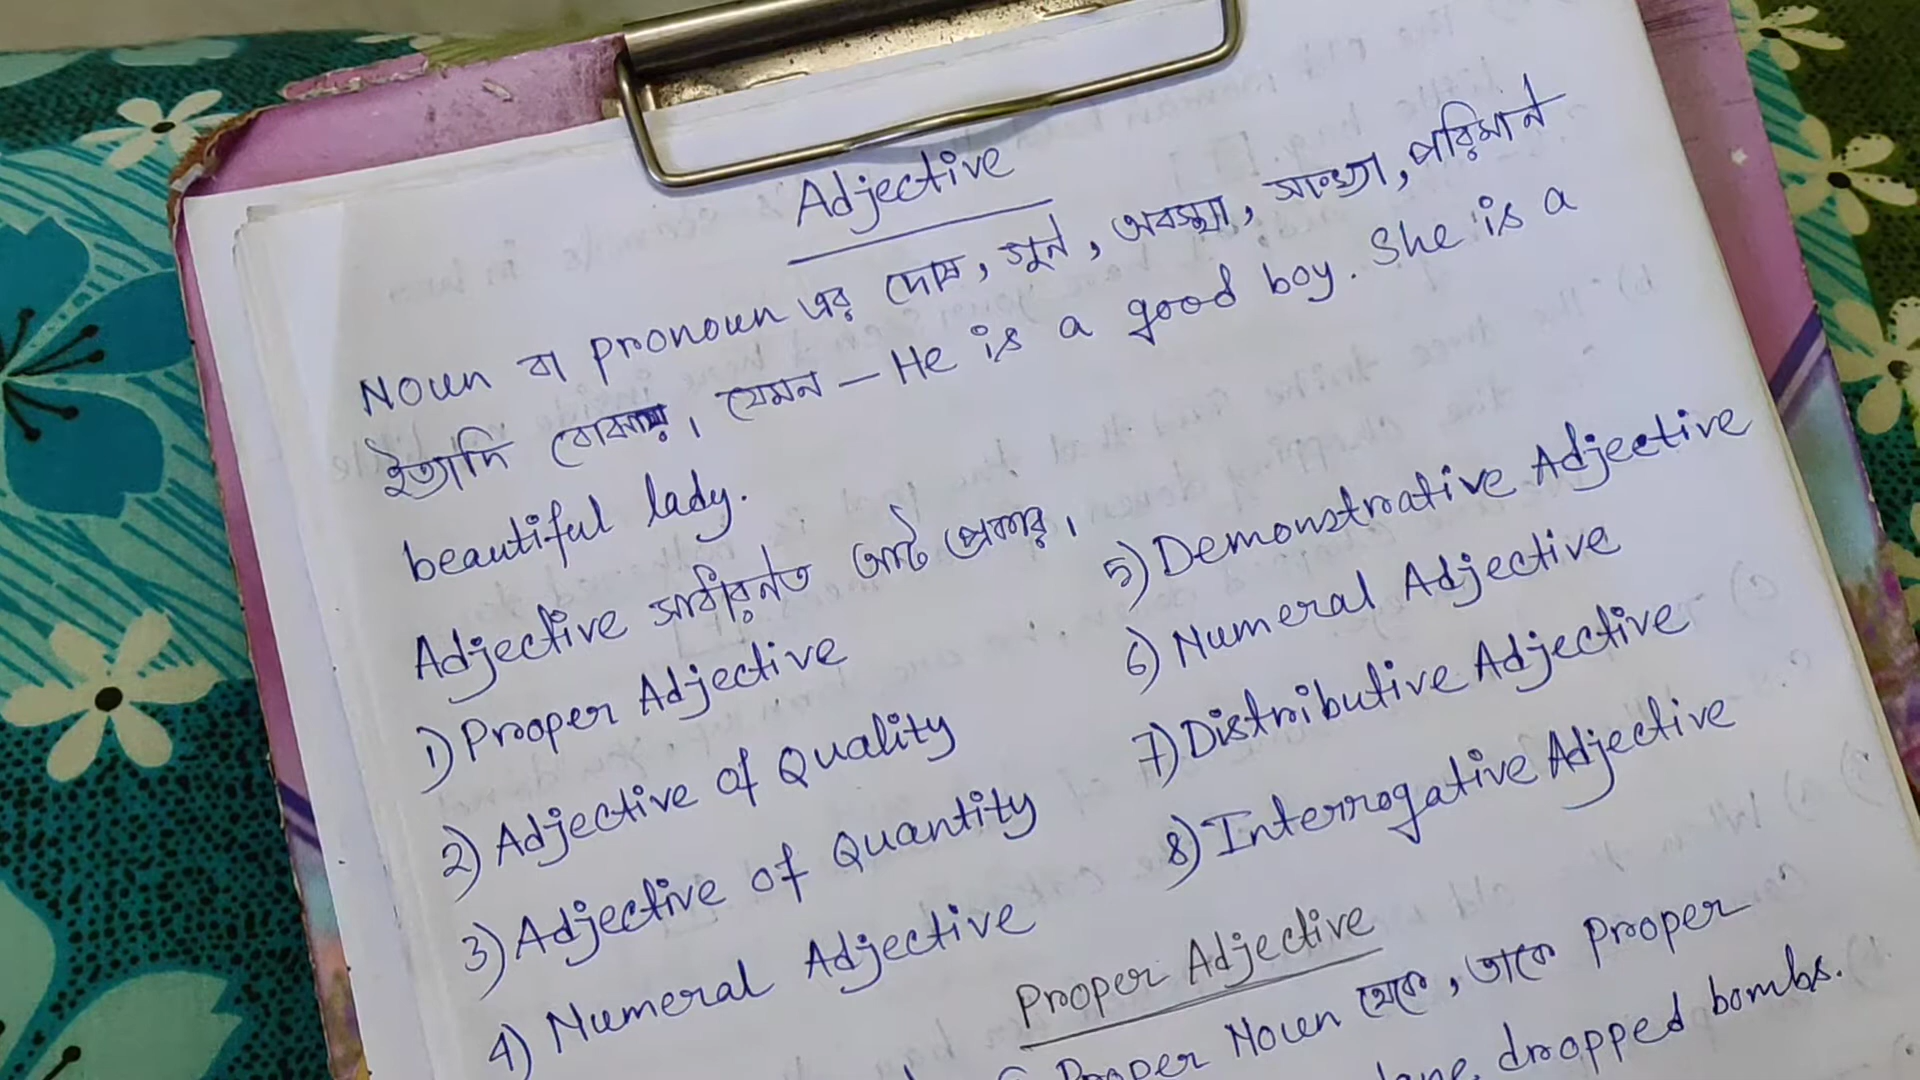 Adjective
Noun বা pronoun এর দোষ, গুন, অবস্থা, সংখ্যা, পরিমান
ইত্যাদি বোঝায়, যেমন – He is a good boy. She is a
beautiful lady.
Adjective সাধারনত আট প্রকার।
1) Proper Adjective
2) Adjective of Quality
3) Adjective of Quantity
4) Numeral Adjective
5) Demonstrative Adjective
6) Numeral Adjective
7) Distributive Adjective
8) Interrogative Adjective
Proper Adjective
Proper Noun থেকে, তাকে Proper
dropped bombs.